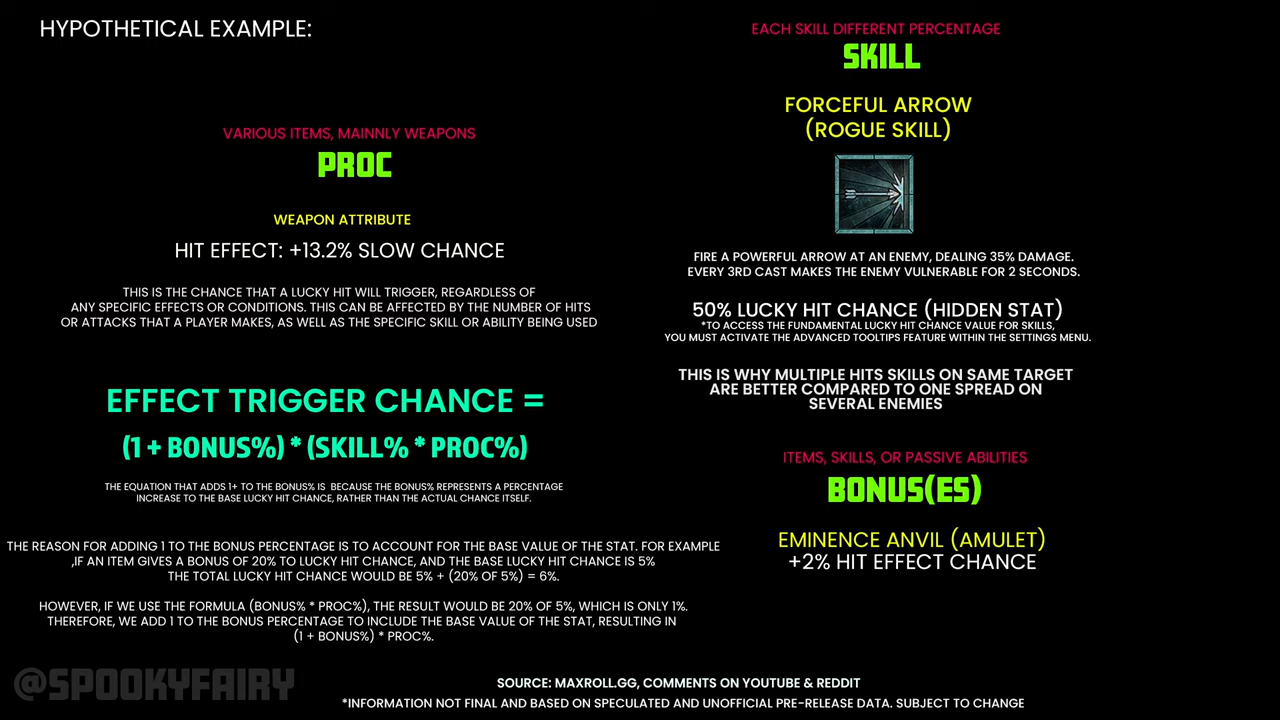 HYPOTHETICAL EXAMPLE:
VARIOUS ITEMS, MAINNLY WEAPONS
PROC
WEAPON ATTRIBUTE
HIT EFFECT: +13.2% SLOW CHANCE
THIS IS THE CHANCE THAT A LUCKY HIT WILL TRIGGER, REGARDLESS OF
ANY SPECIFIC EFFECTS OR CONDITIONS. THIS CAN BE AFFECTED BY THE NUMBER OF HITS
OR ATTACKS THAT A PLAYER MAKES, AS WELL AS THE SPECIFIC SKILL OR ABILITY BEING USED
EFFECT TRIGGER CHANCE =
(1 + BONUS%) * (SKILL% * PROC%)
THE EQUATION THAT ADDS 1+ TO THE BONUS% IS BECAUSE THE BONUS% REPRESENTS A PERCENTAGE
INCREASE TO THE BASE LUCKY HIT CHANCE, RATHER THAN THE ACTUAL CHANCE ITSELF.
THE REASON FOR ADDING 1 TO THE BONUS PERCENTAGE IS TO ACCOUNT FOR THE BASE VALUE OF THE STAT. FOR EXAMPLE
,IF AN ITEM GIVES A BONUS OF 20% TO LUCKY HIT CHANCE, AND THE BASE LUCKY HIT CHANCE IS 5%
THE TOTAL LUCKY HIT CHANCE WOULD BE 5% + (20% OF 5%) = 6%.
HOWEVER, IF WE USE THE FORMULA (BONUS% * PROC%), THE RESULT WOULD BE 20% OF 5%, WHICH IS ONLY 1%.
THEREFORE, WE ADD 1 TO THE BONUS PERCENTAGE TO INCLUDE THE BASE VALUE OF THE STAT, RESULTING IN
(1 + BONUS%) * PROC%.
EACH SKILL DIFFERENT PERCENTAGE
SKILL
FORCEFUL ARROW
(ROGUE SKILL)
FIRE A POWERFUL ARROW AT AN ENEMY, DEALING 35% DAMAGE.
EVERY 3RD CAST MAKES THE ENEMY VULNERABLE FOR 2 SECONDS.
50% LUCKY HIT CHANCE (HIDDEN STAT)
*TO ACCESS THE FUNDAMENTAL LUCKY HIT CHANCE VALUE FOR SKILLS,
YOU MUST ACTIVATE THE ADVANCED TOOLTIPS FEATURE WITHIN THE SETTINGS MENU.
THIS IS WHY MULTIPLE HITS SKILLS ON SAME TARGET
ARE BETTER COMPARED TO ONE SPREAD ON
SEVERAL ENEMIES
ITEMS, SKILLS, OR PASSIVE ABILITIES
BONUS(ES)
EMINENCE ANVIL (AMULET)
+2% HIT EFFECT CHANCE
@SPOOKYFAIRY
SOURCE: MAXROLL.GG, COMMENTS ON YOUTUBE & REDDIT
*INFORMATION NOT FINAL AND BASED ON SPECULATED AND UNOFFICIAL PRE-RELEASE DATA. SUBJECT TO CHANGE